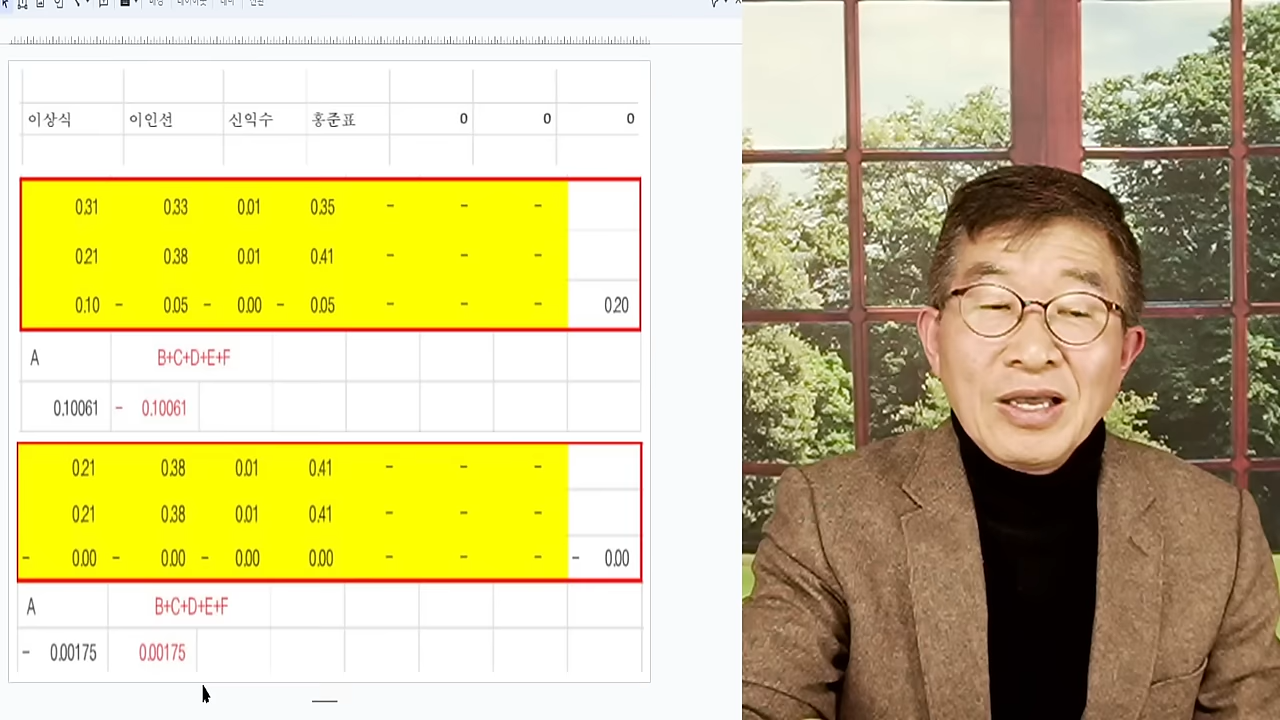 이상식 이인선 신익수 홍준표 0 0 0
0.31 0.33 0.01 0.35 - - -
0.21 0.38 0.01 0.41 - - -
0.10 - 0.05 - 0.00 - 0.05 - - - 0.20
A B+C+D+E+F
0.10061 - 0.10061
0.21 0.38 0.01 0.41 - - -
0.21 0.38 0.01 0.41 - - -
- 0.00 - 0.00 - 0.00 0.00 - - - - 0.00
A B+C+D+E+F
- 0.00175 0.00175